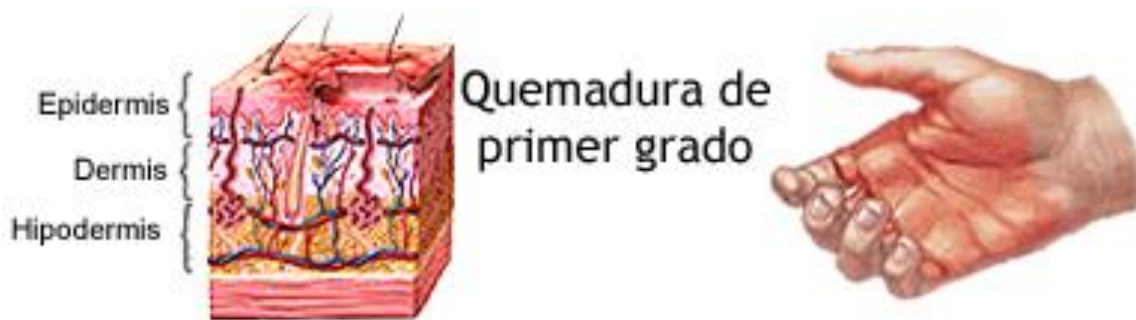 Epidermis
Dermis
Hipodermis
Quemadura de
primer grado